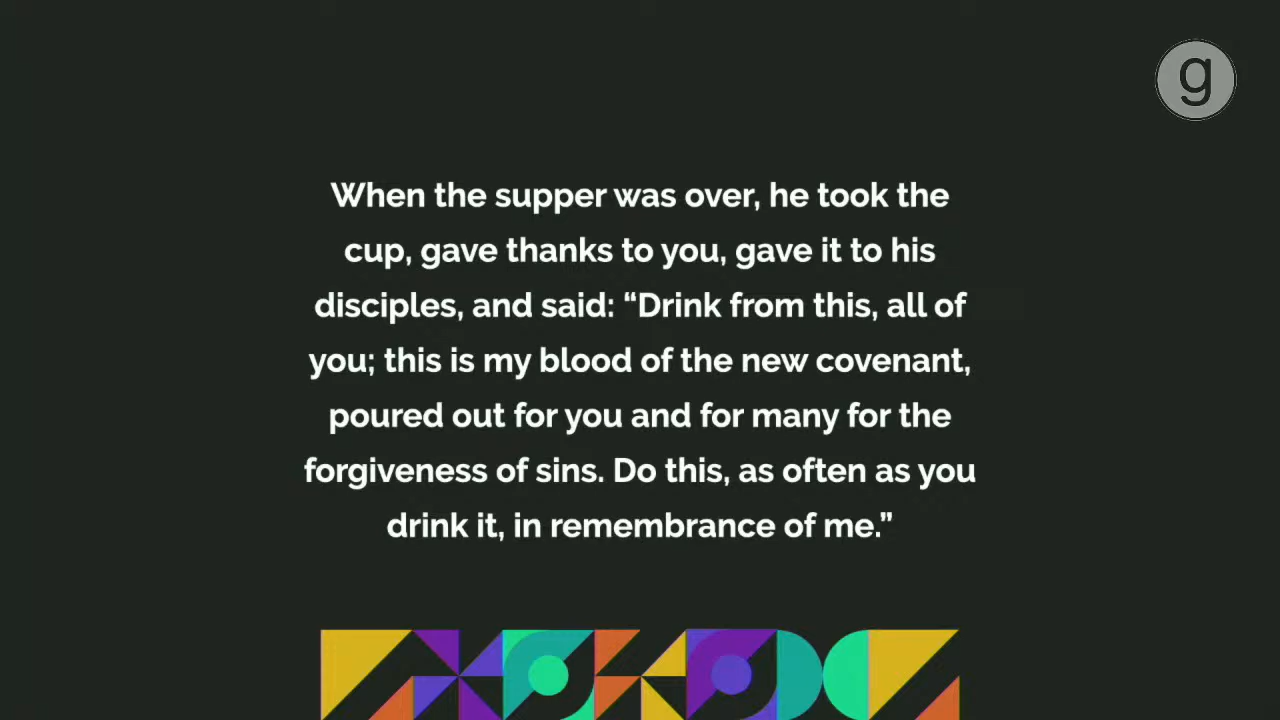 g
When the supper was over, he took the
cup, gave thanks to you, gave it to his
disciples, and said: “Drink from this, all of
you; this is my blood of the new covenant,
poured out for you and for many for the
forgiveness of sins. Do this, as often as you
drink it, in remembrance of me.”